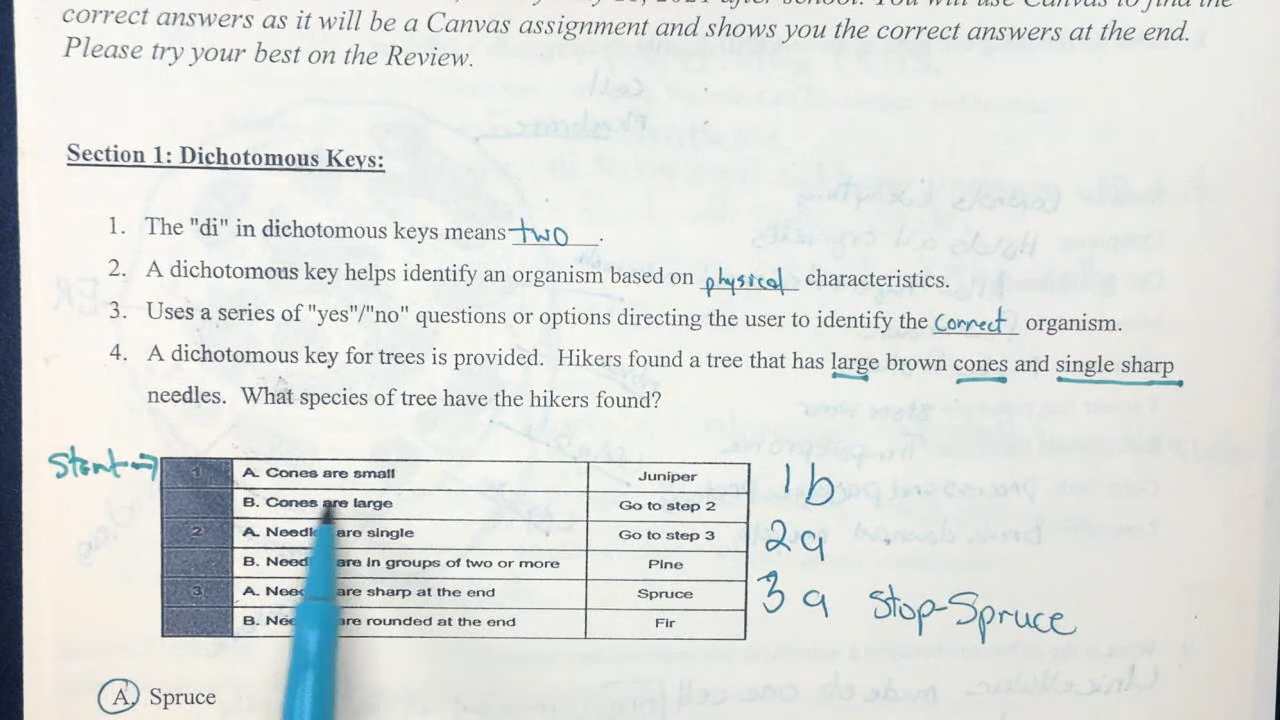 correct answers as it will be a Canvas assignment and shows you the correct answers at the end.
Please try your best on the Review.
Section 1: Dichotomous Keys:
1. The "di" in dichotomous keys means two.
2. A dichotomous key helps identify an organism based on physical characteristics.
3. Uses a series of "yes"/"no" questions or options directing the user to identify the correct organism.
4. A dichotomous key for trees is provided. Hikers found a tree that has large brown cones and single sharp
needles. What species of tree have the hikers found?
Start →
1 A. Cones are small Juniper 1b
B. Cones are large Go to step 2
2 are single Go to step 3 2a
B. are in groups of two or more Pine
3 A. are sharp at the end Spruce 3a Stop-Spruce
B. are rounded at the end Fir
A. Spruce